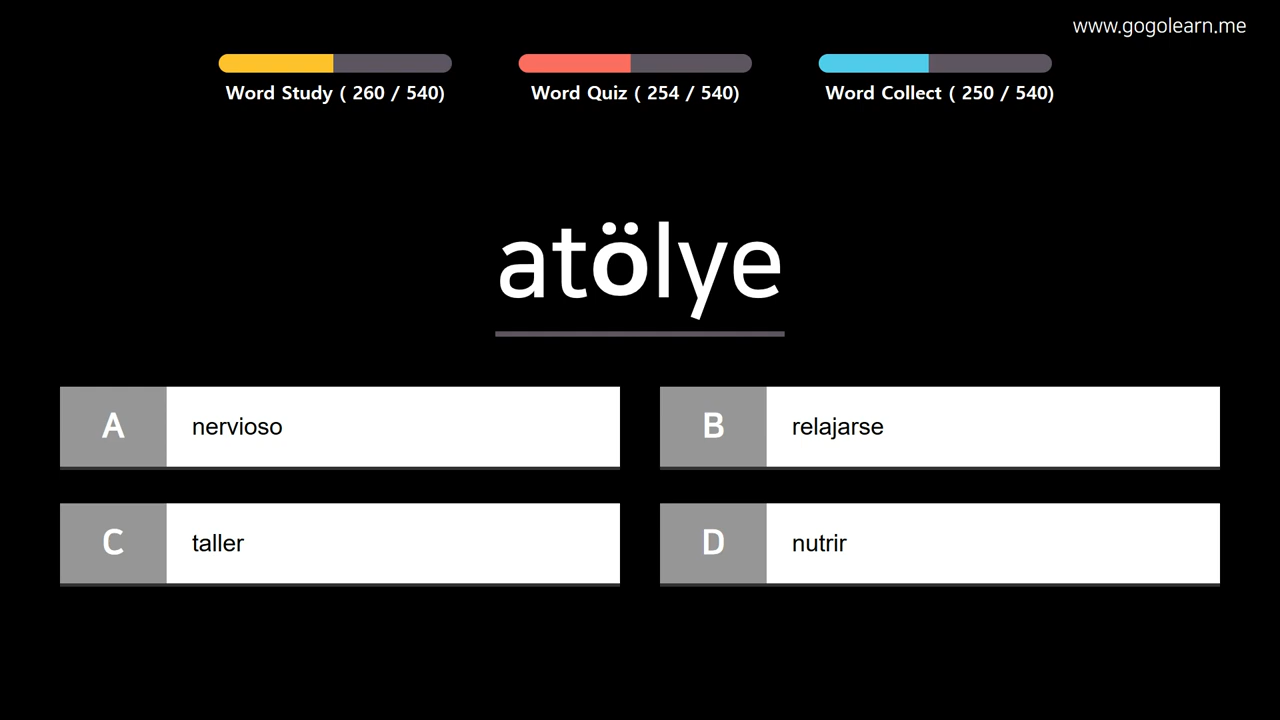 www.gogolearn.me
Word Study ( 260 / 540)
Word Quiz ( 254 / 540)
Word Collect ( 250 / 540)
atölye
A nervioso
B relajarse
C taller
D nutrir